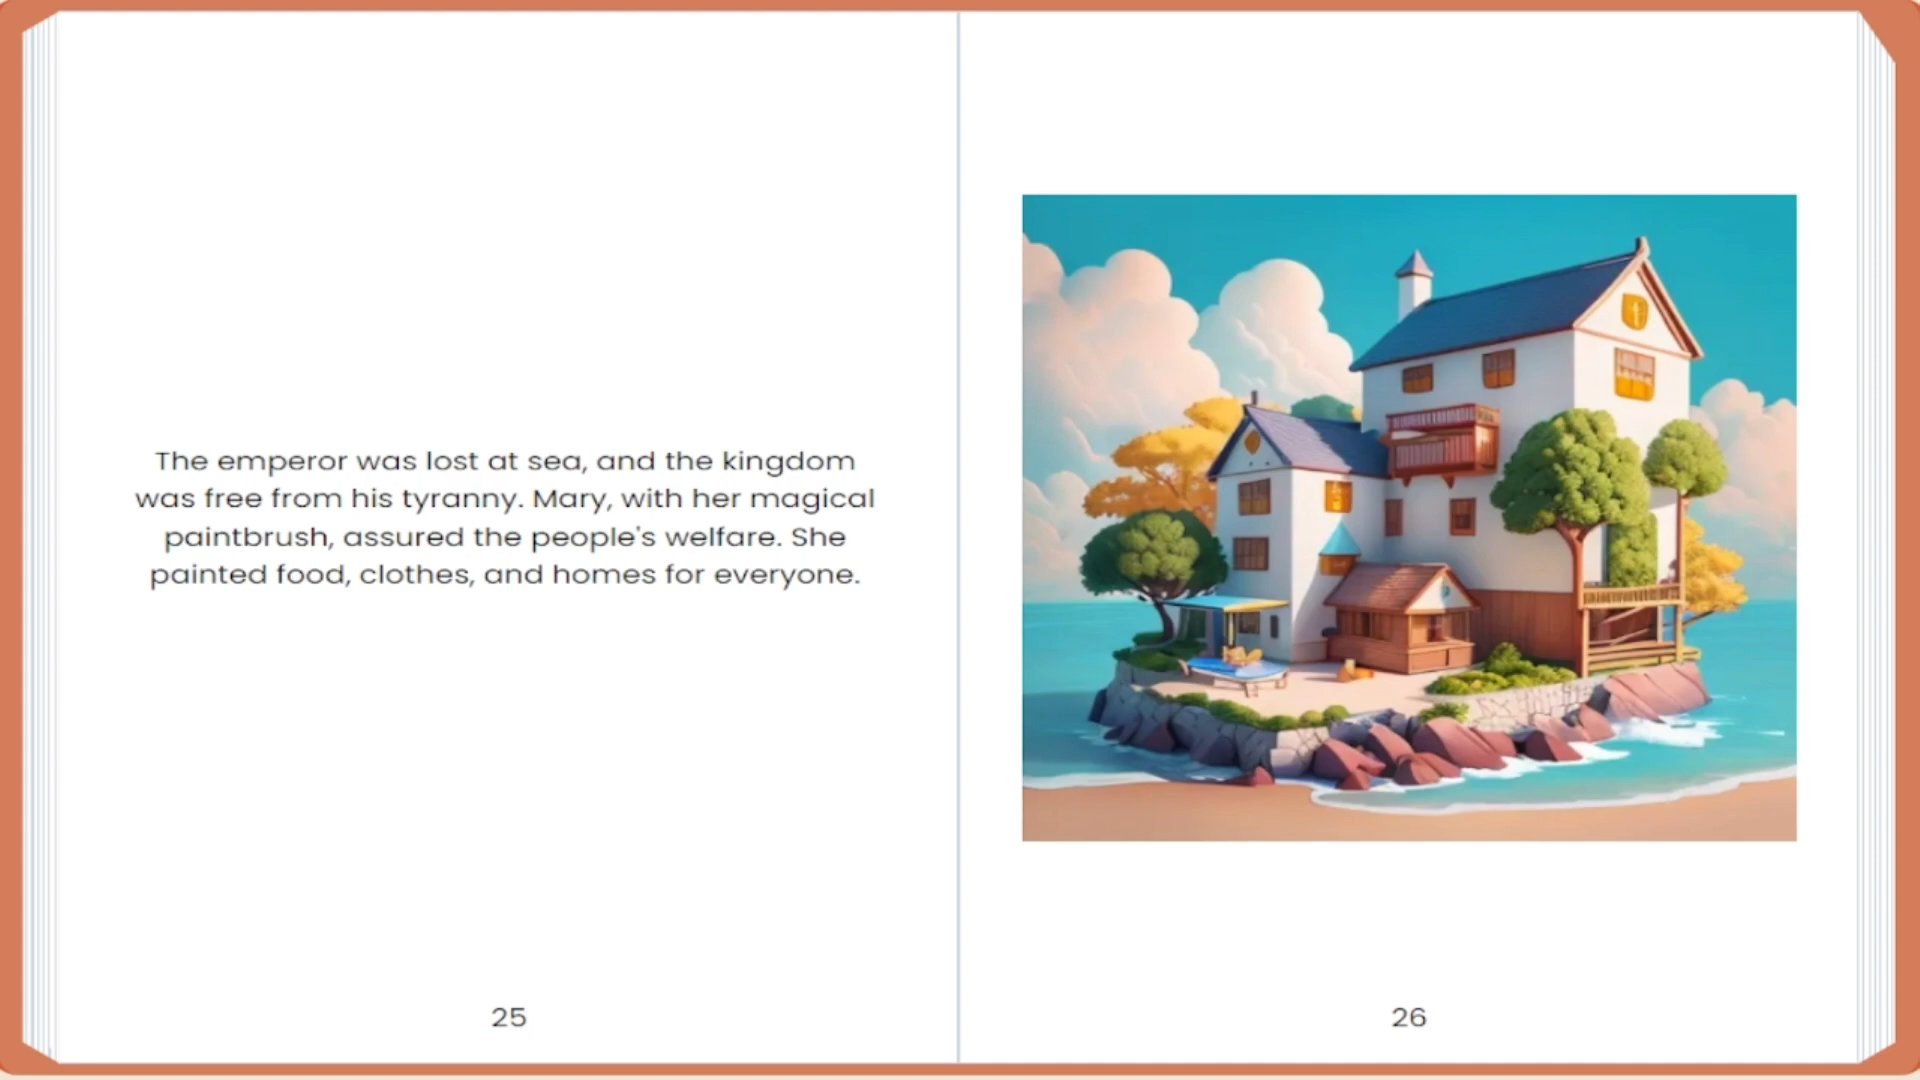 The emperor was lost at sea, and the kingdom
was free from his tyranny. Mary, with her magical
paintbrush, assured the people's welfare. She
painted food, clothes, and homes for everyone.
25
26